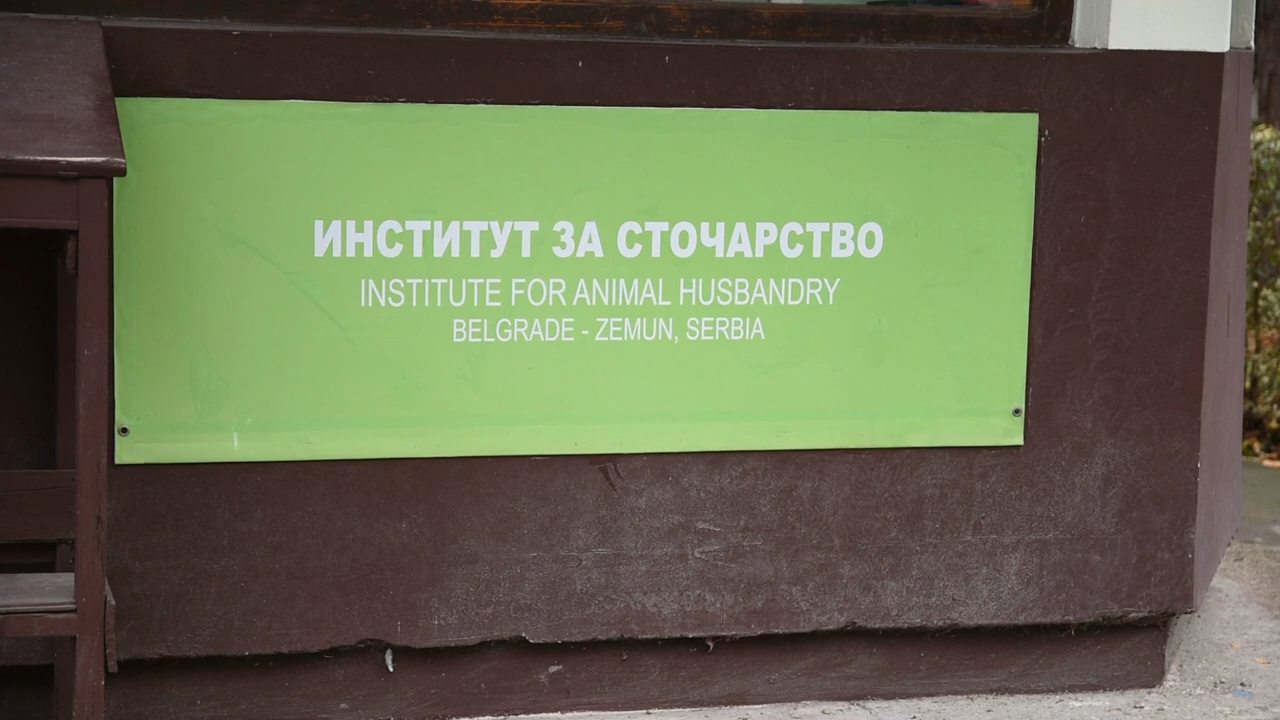 ИНСТИТУТ ЗА СТОЧАРСТВО
INSTITUTE FOR ANIMAL HUSBANDRY
BELGRADE - ZEMUN, SERBIA